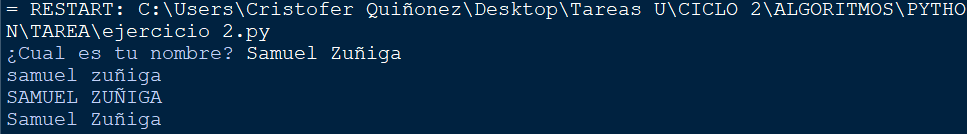 = RESTART: C:\Users\Cristofer Quiñonez\Desktop\Tareas U\CICLO 2\ALGORITMOS\PYTHO
N\TAREA\ejercicio 2.py
¿Cual es tu nombre? Samuel Zuñiga
samuel zuñiga
SAMUEL ZUÑIGA
Samuel Zuñiga